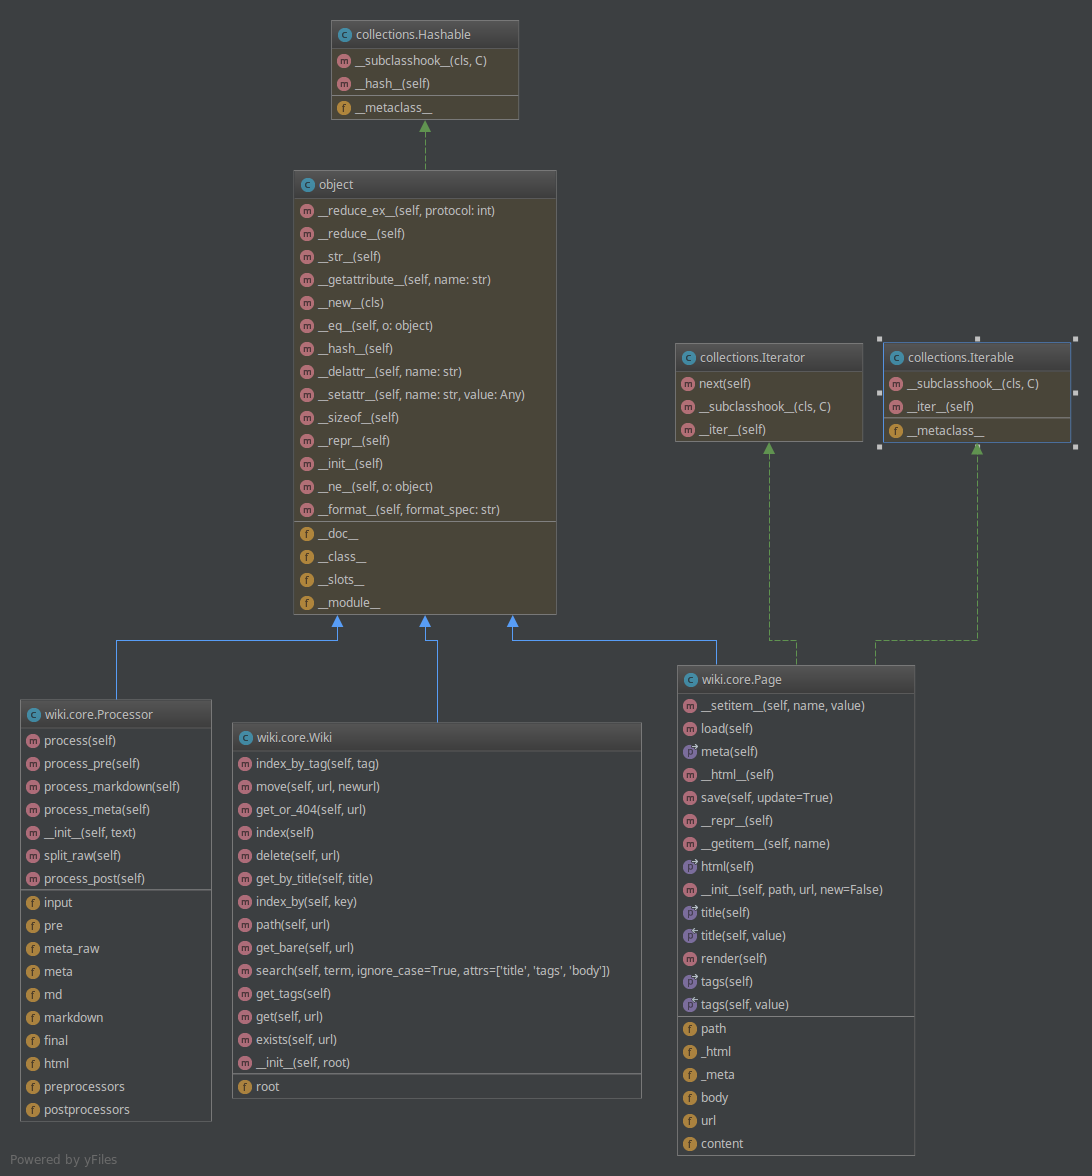 collections.Hashable
__subclasshook__(cls, C)
__hash__(self)
__metaclass__
object
__reduce_ex__(self, protocol: int)
__reduce__(self)
__str__(self)
__getattribute__(self, name: str)
__new__(cls)
__eq__(self, o: object)
__hash__(self)
__delattr__(self, name: str)
__setattr__(self, name: str, value: Any)
__sizeof__(self)
__repr__(self)
__init__(self)
__ne__(self, o: object)
__format__(self, format_spec: str)
__doc__
__class__
__slots__
__module__
collections.Iterator
next(self)
__subclasshook__(cls, C)
__iter__(self)
collections.Iterable
__subclasshook__(cls, C)
__iter__(self)
__metaclass__
wiki.core.Processor
process(self)
process_pre(self)
process_markdown(self)
process_meta(self)
__init__(self, text)
split_raw(self)
process_post(self)
input
pre
meta_raw
meta
md
markdown
final
html
preprocessors
postprocessors
wiki.core.Wiki
index_by_tag(self, tag)
move(self, url, newurl)
get_or_404(self, url)
index(self)
delete(self, url)
get_by_title(self, title)
index_by(self, key)
path(self, url)
get_bare(self, url)
search(self, term, ignore_case=True, attrs=['title', 'tags', 'body'])
get_tags(self)
get(self, url)
exists(self, url)
__init__(self, root)
root
wiki.core.Page
__setitem__(self, name, value)
load(self)
meta(self)
__html__(self)
save(self, update=True)
__repr__(self)
__getitem__(self, name)
html(self)
__init__(self, path, url, new=False)
title(self)
title(self, value)
render(self)
tags(self)
tags(self, value)
path
_html
_meta
body
url
content
Powered by yFiles